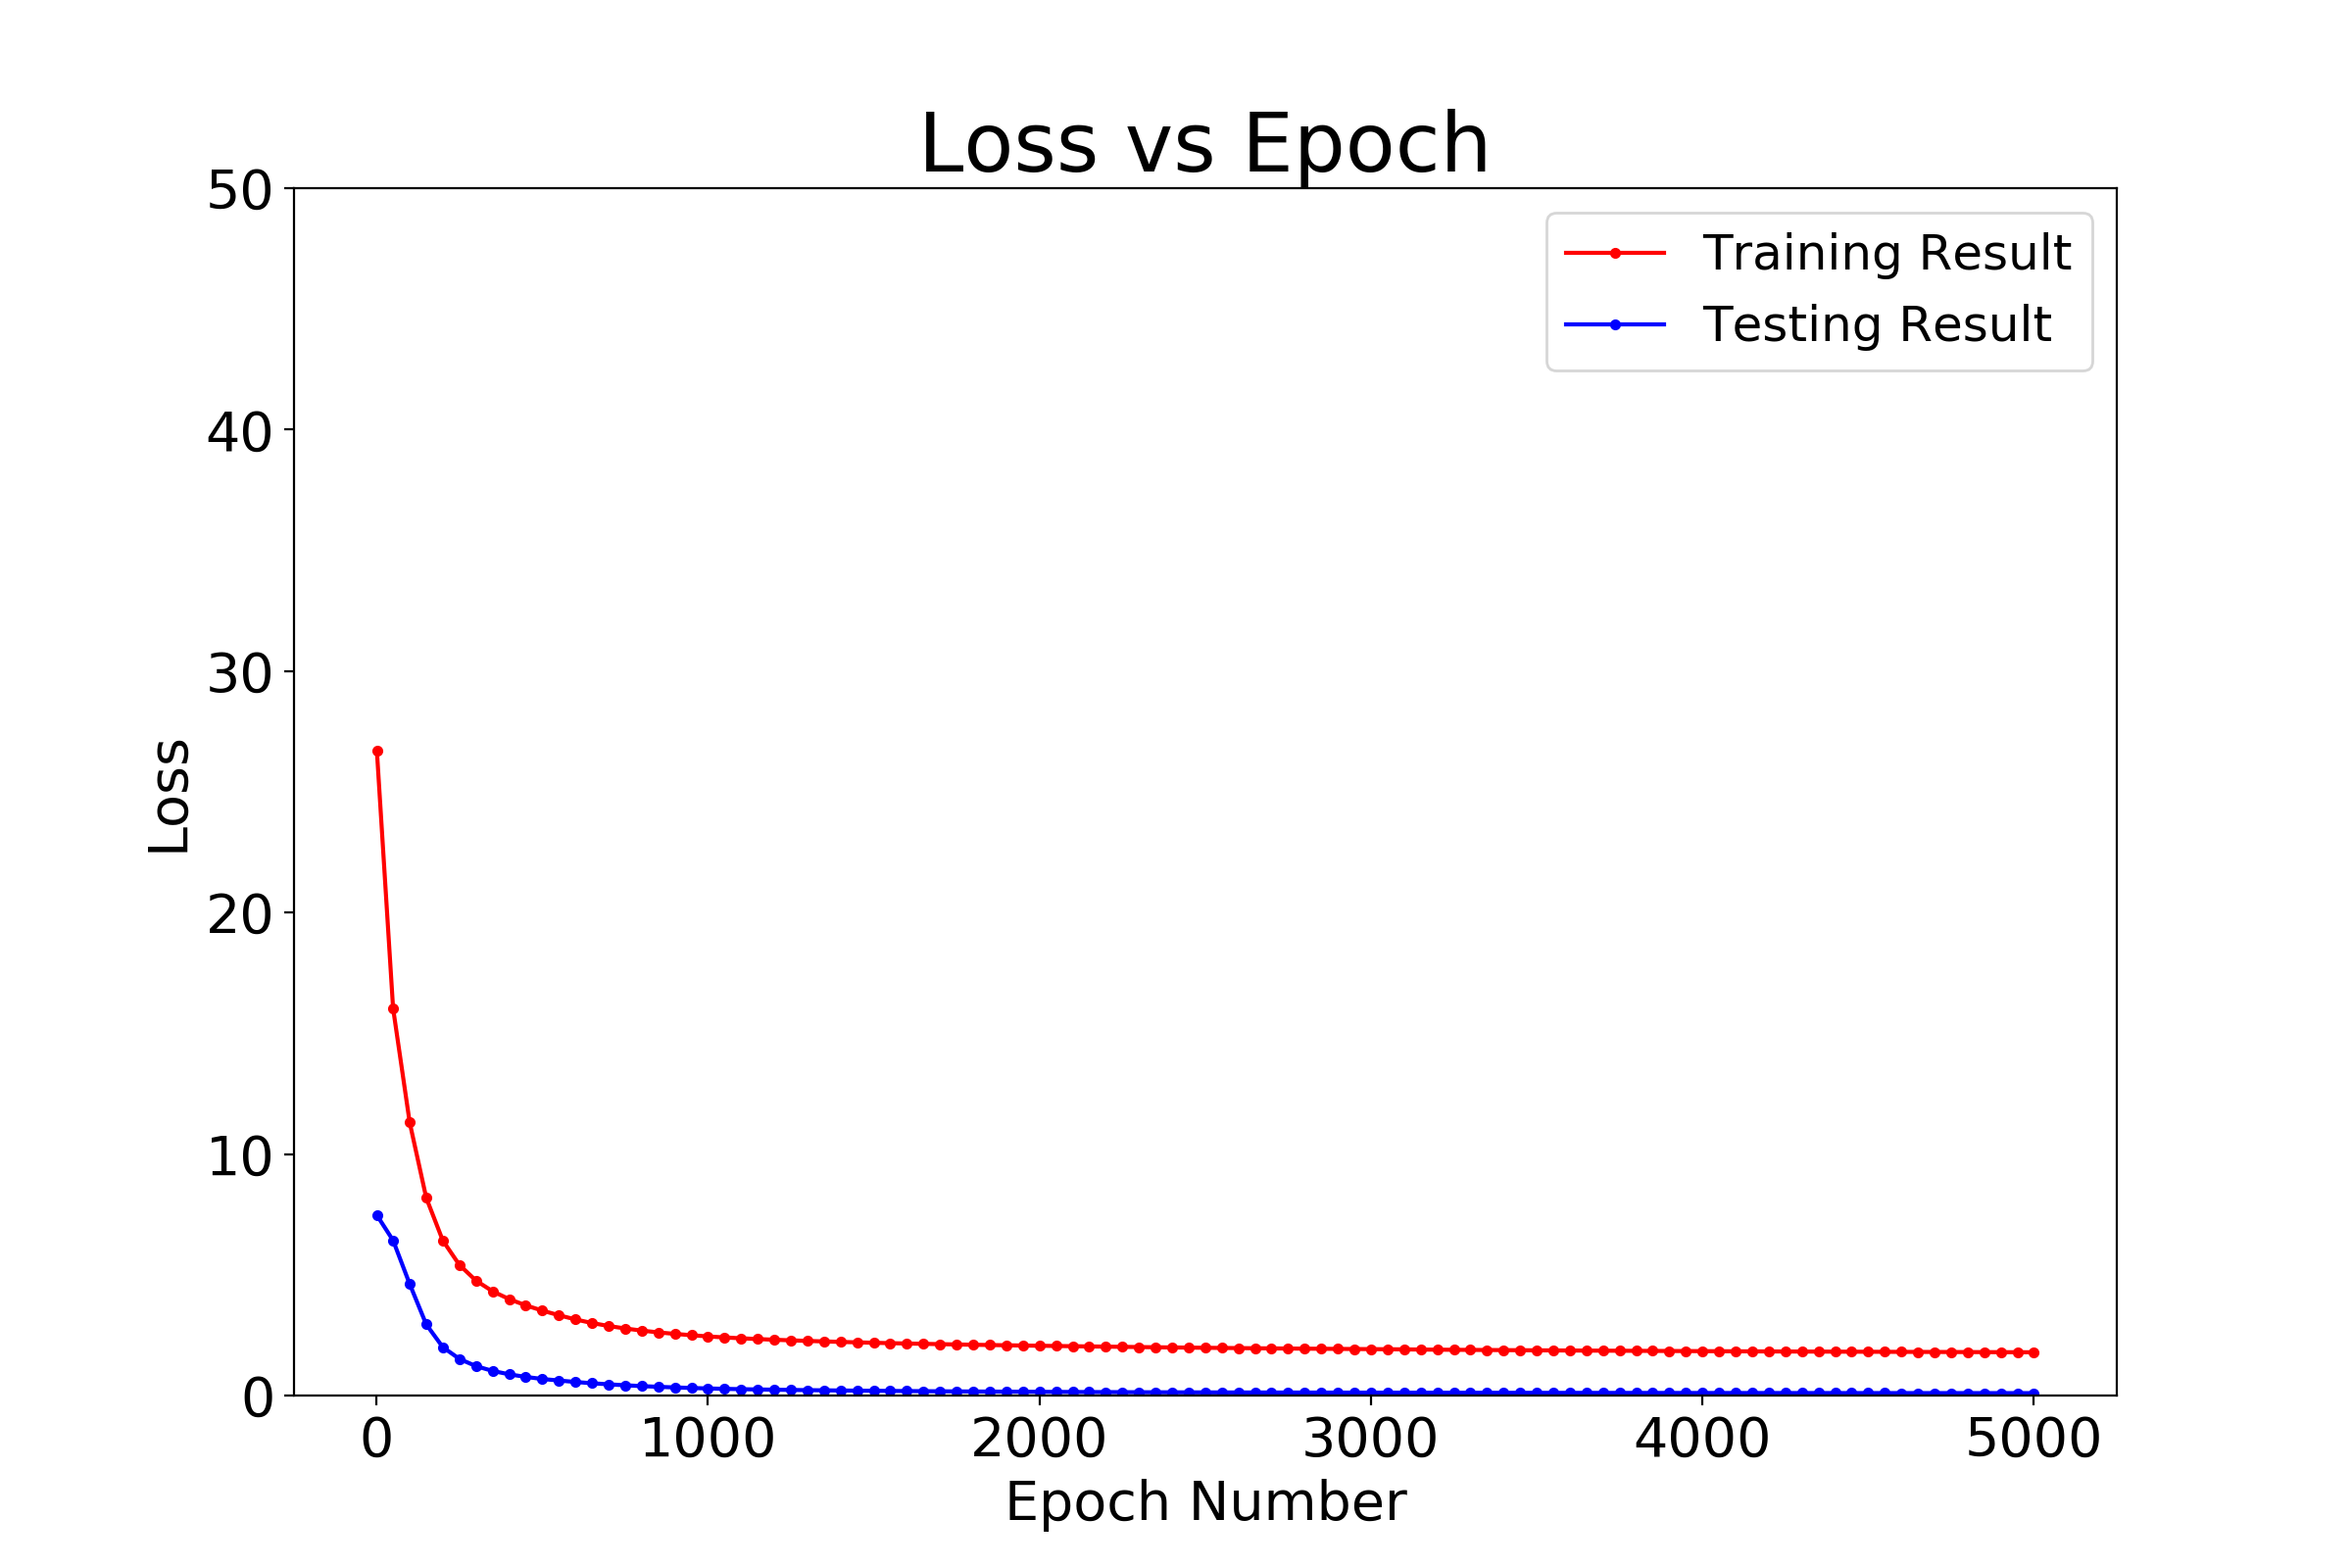 Loss vs Epoch
50
40
30
20
10
0
Loss
Training Result
Testing Result
0 1000 2000 3000 4000 5000
Epoch Number